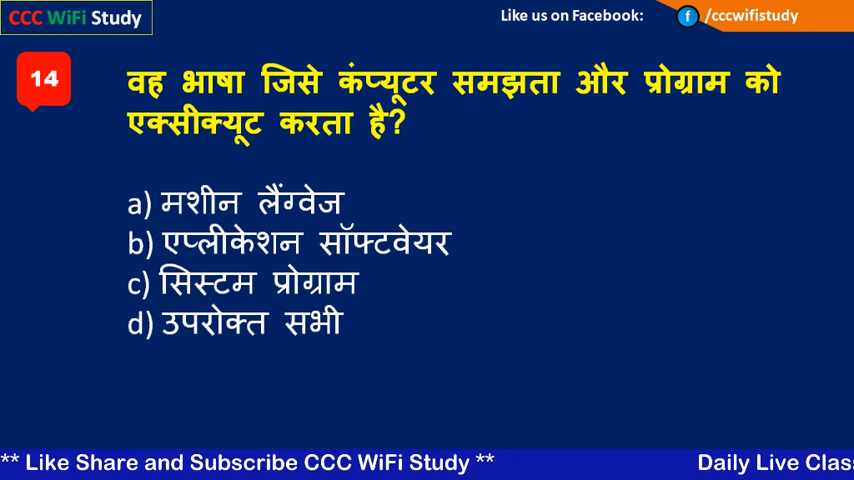 CCC WiFi Study
Like us on Facebook: f /cccwifistudy
14
वह भाषा जिसे कंप्यूटर समझता और प्रोग्राम को
एक्सीक्यूट करता है?
a) मशीन लैंग्वेज
b) एप्लीकेशन सॉफ्टवेयर
c) सिस्टम प्रोग्राम
d) उपरोक्त सभी
** Like Share and Subscribe CCC WiFi Study ** Daily Live Clas